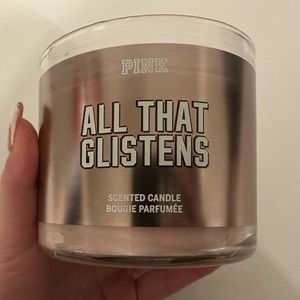 PINK
ALL THAT
GLISTENS
SCENTED CANDLE
BOUGIE PARFUMÉE